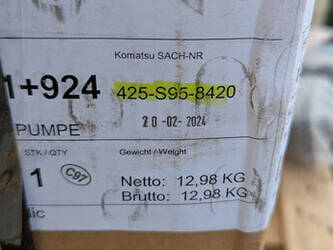 Komatsu SACH-NR
1+924 425-S95-8420
PUMPE 20-02-2024
STK/QTY Gewicht / Weight
1 C97 Netto: 12,98 KG
Brutto: 12,98 KG
lic